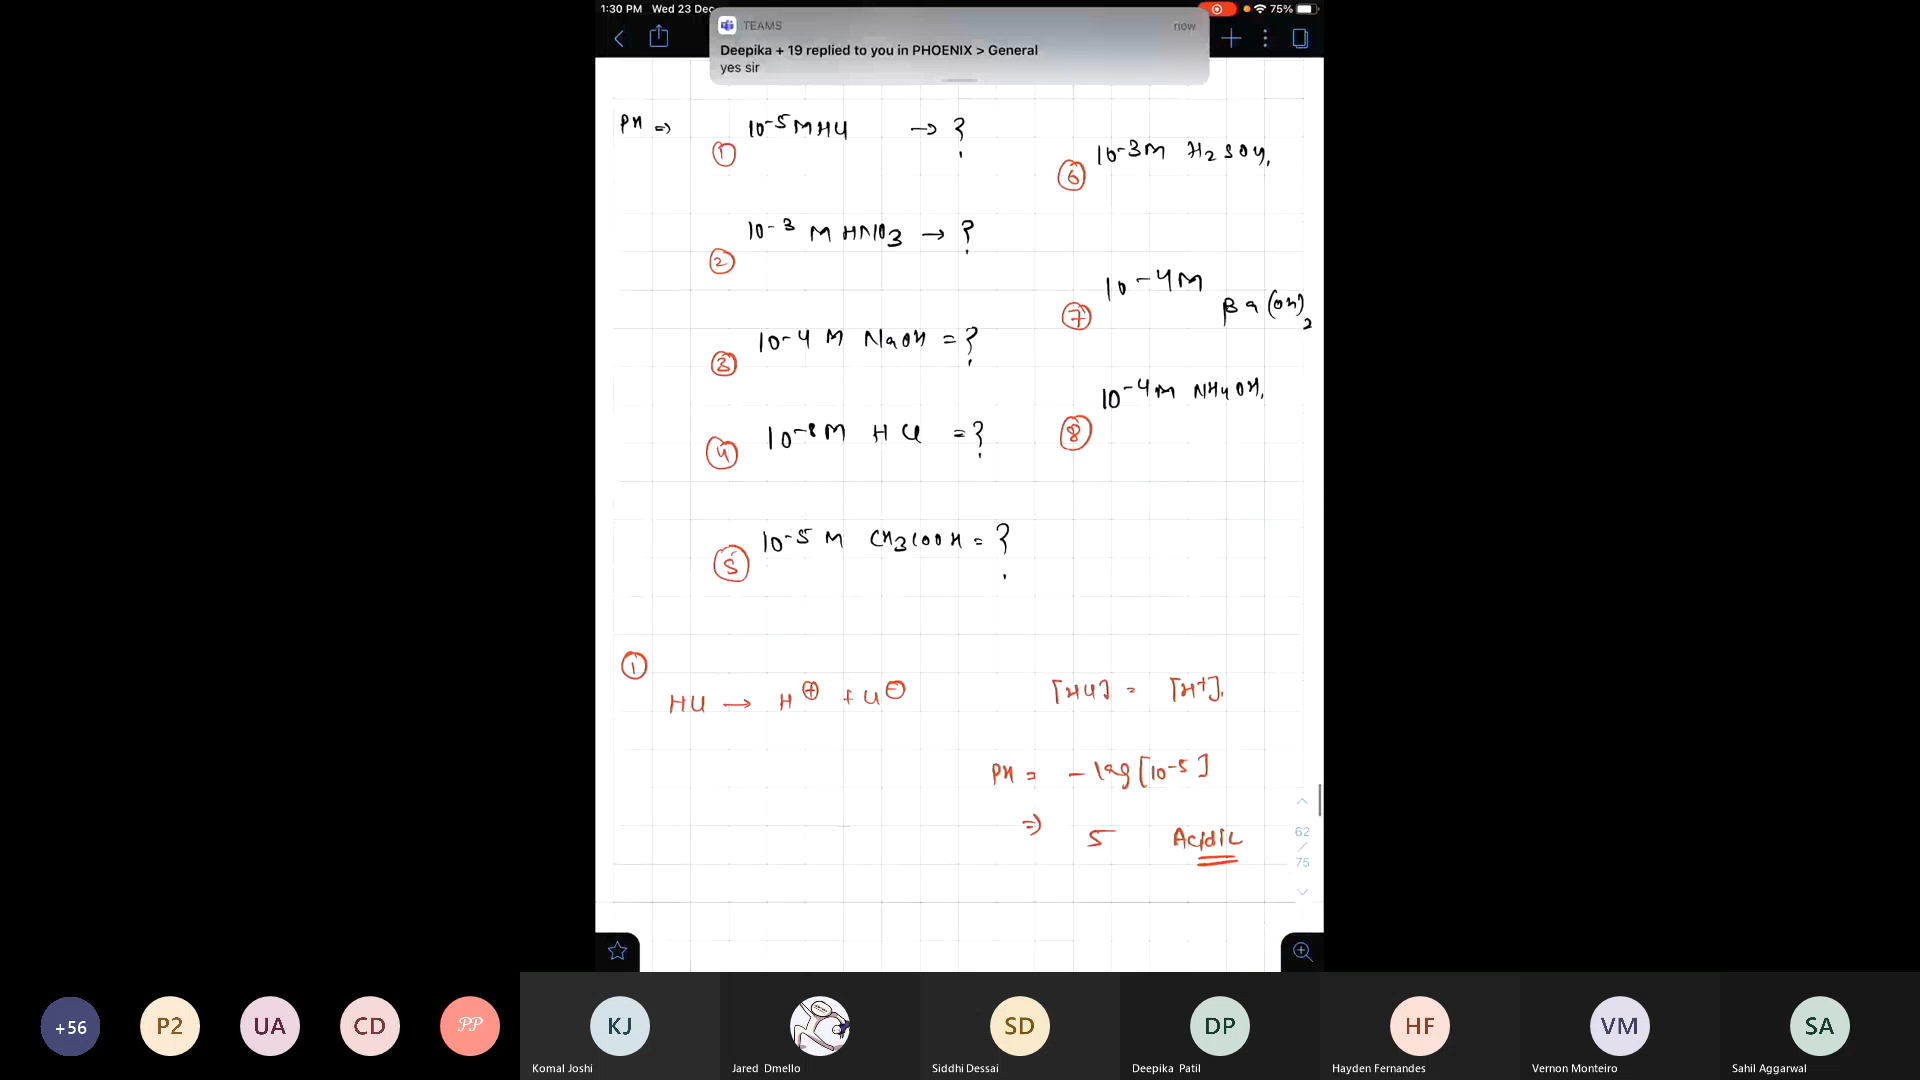 1:30 PM Wed 23 Dec
75%
TEAMS
now
Deepika + 19 replied to you in PHOENIX > General
yes sir
PH ⇒
① 10-5 M HCl → ?
② 10-3 M HNO3 → ?
③ 10-4 M NaOH = ?
④ 10-8 M HCl = ?
⑤ 10-5 M CH3COOH = ?
⑥ 10-3 M H2SO4,
⑦ 10-4 M
Ba(OH)2
⑧ 10-4 M NH4OH,
①
HCl → H⊕ + Cl⊖
[HCl] = [H+],
PH = - log [10-5]
⇒ 5 Acidic
62
/
75
+56
P2
UA
CD
PP
KJ
SD
DP
HF
VM
SA
Komal Joshi
Jared Dmello
Siddhi Dessai
Deepika Patil
Hayden Fernandes
Vernon Monteiro
Sahil Aggarwal